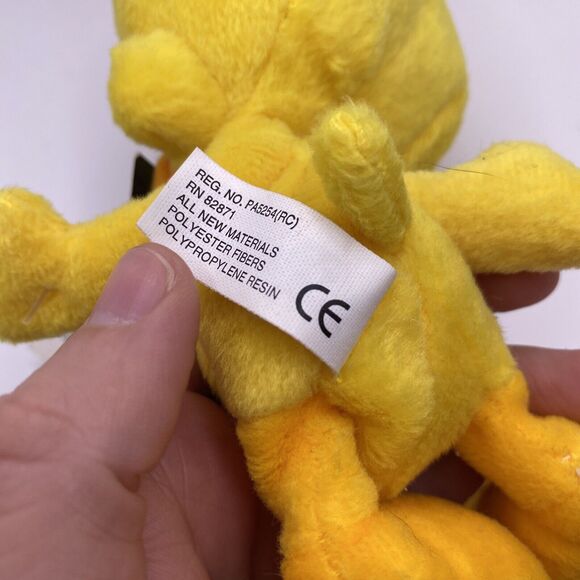 REG. NO. PA5254(RC)
RN 82871
ALL NEW MATERIALS
POLYESTER FIBERS
POLYPROPYLENE RESIN
CE